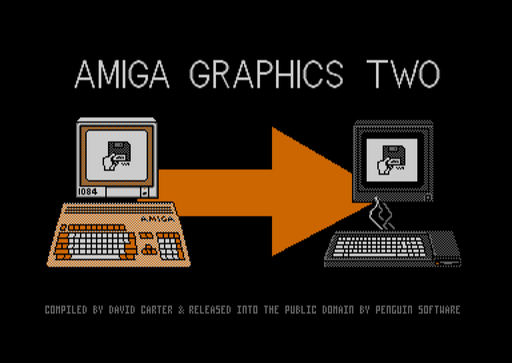 AMIGA GRAPHICS TWO
1084
AMIGA
COMPILED BY DAVID CARTER & RELEASED INTO THE PUBLIC DOMAIN BY PENGUIN SOFTWARE